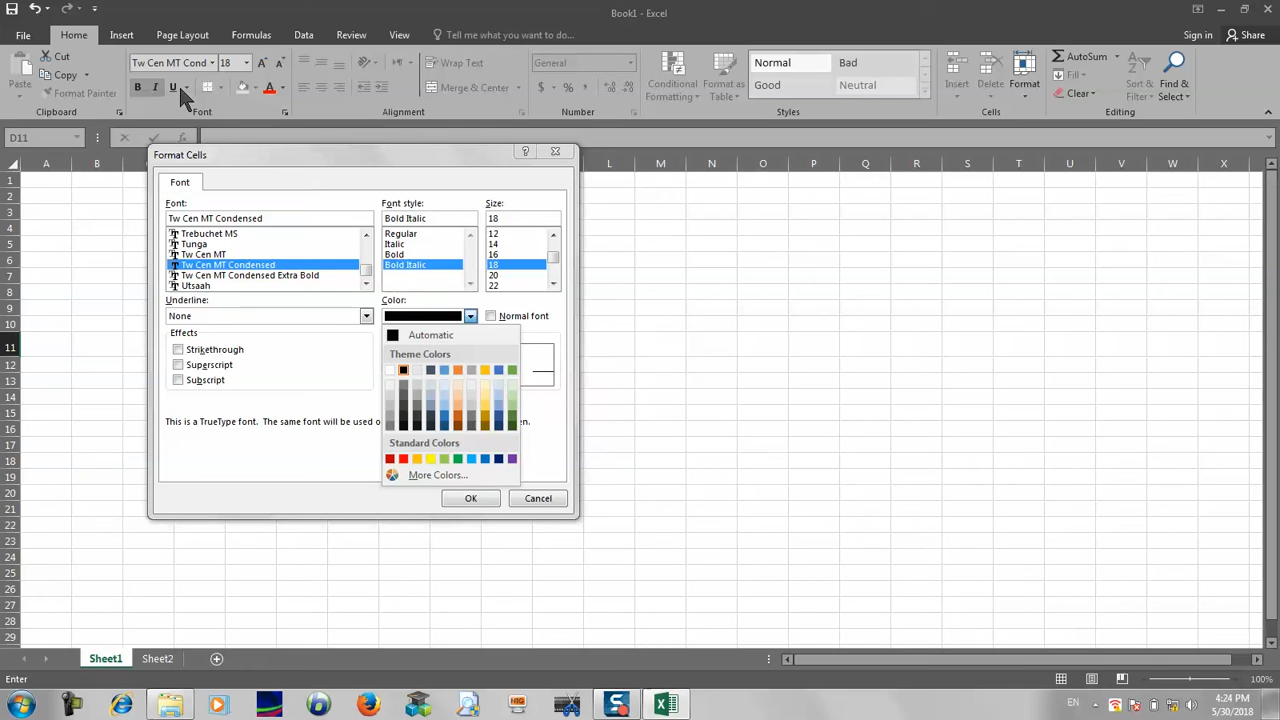 Book1 - Excel
File Home Insert Page Layout Formulas Data Review View Tell me what you want to do... Sign in Share
Paste Cut Copy Format Painter Clipboard
Tw Cen MT Cond 18 B I U Font
Wrap Text Merge & Center Alignment
General $ % Number
Conditional Formatting Format as Table Normal Bad Good Neutral Styles
Insert Delete Format Cells
AutoSum Fill Clear Sort & Filter Find & Select Editing
D11 fx
A B L M N O P Q R S T U V W X
Format Cells
Font
Font: Font style: Size:
Tw Cen MT Condensed Bold Italic 18
Trebuchet MS Regular 12
Tunga Italic 14
Tw Cen MT Bold 16
Tw Cen MT Condensed Bold Italic 18
Tw Cen MT Condensed Extra Bold 20
Utsaah 22
Underline: Color:
None Normal font
Effects
Strikethrough
Superscript
Subscript
Automatic
Theme Colors
Standard Colors
More Colors...
This is a TrueType font. The same font will be used o en.
OK Cancel
1
2
3
4
5
6
7
8
9
10
11
12
13
14
15
16
17
18
19
20
21
22
23
24
25
26
27
28
29
Sheet1 Sheet2
Enter 100%
EN 4:24 PM
5/30/2018